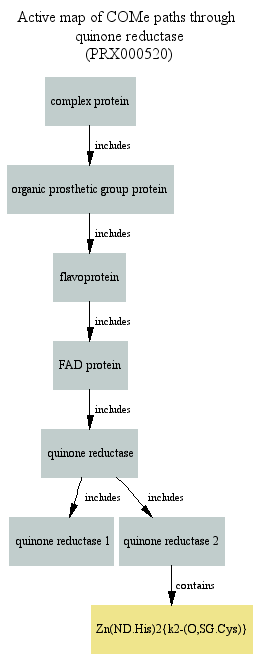 Active map of COMe paths through
quinone reductase
(PRX000520)
complex protein
includes
organic prosthetic group protein
includes
flavoprotein
includes
FAD protein
includes
quinone reductase
includes includes
quinone reductase 1 quinone reductase 2
contains
Zn(ND.His)2{k2-(O,SG.Cys)}